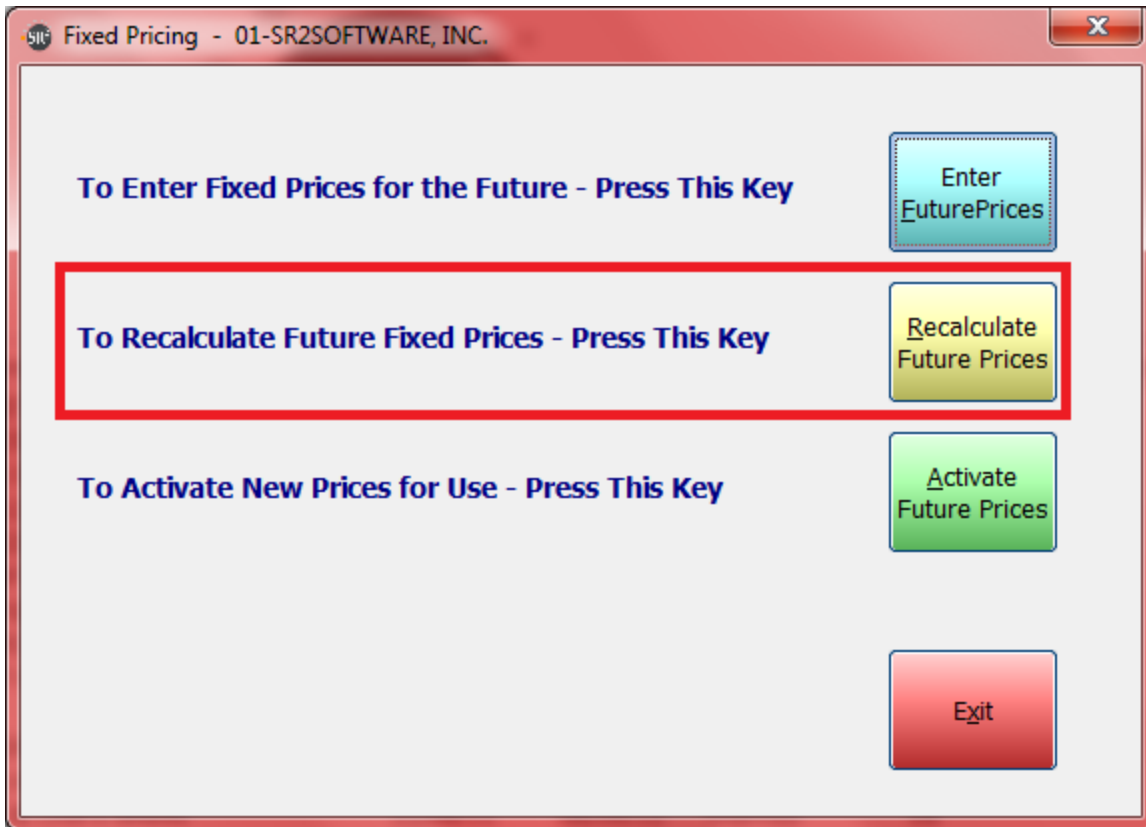 Fixed Pricing - 01-SR2SOFTWARE, INC.
To Enter Fixed Prices for the Future - Press This Key
Enter
FuturePrices
To Recalculate Future Fixed Prices - Press This Key
Recalculate
Future Prices
To Activate New Prices for Use - Press This Key
Activate
Future Prices
Exit